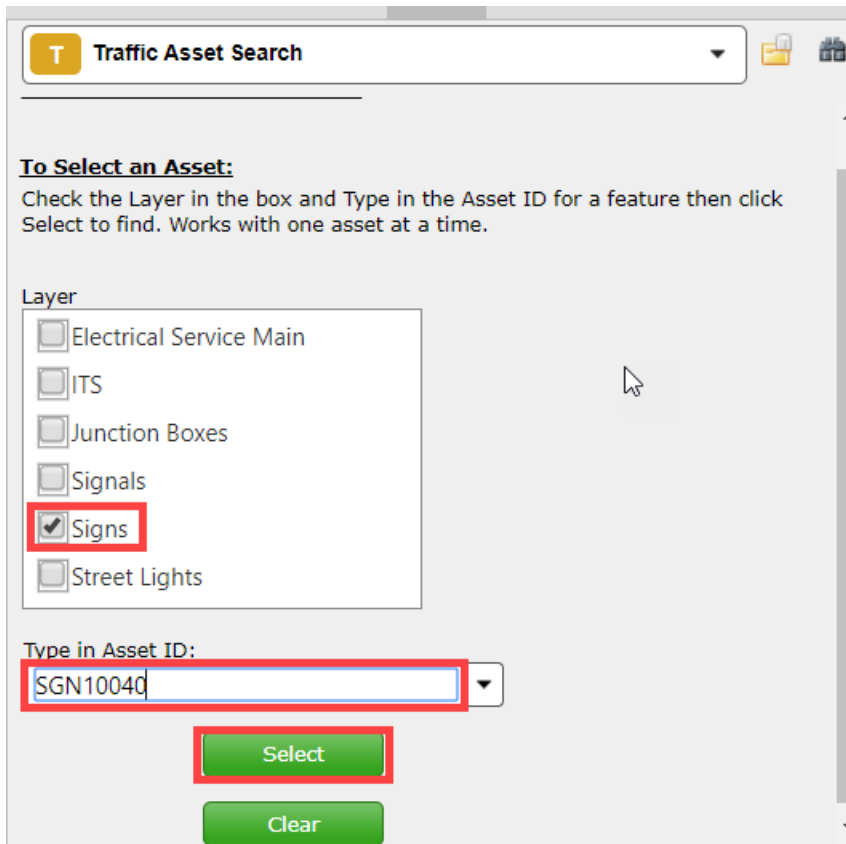 T Traffic Asset Search
To Select an Asset:
Check the Layer in the box and Type in the Asset ID for a feature then click
Select to find. Works with one asset at a time.
Layer
Electrical Service Main
ITS
Junction Boxes
Signals
Signs
Street Lights
Type in Asset ID:
SGN10040
Select
Clear